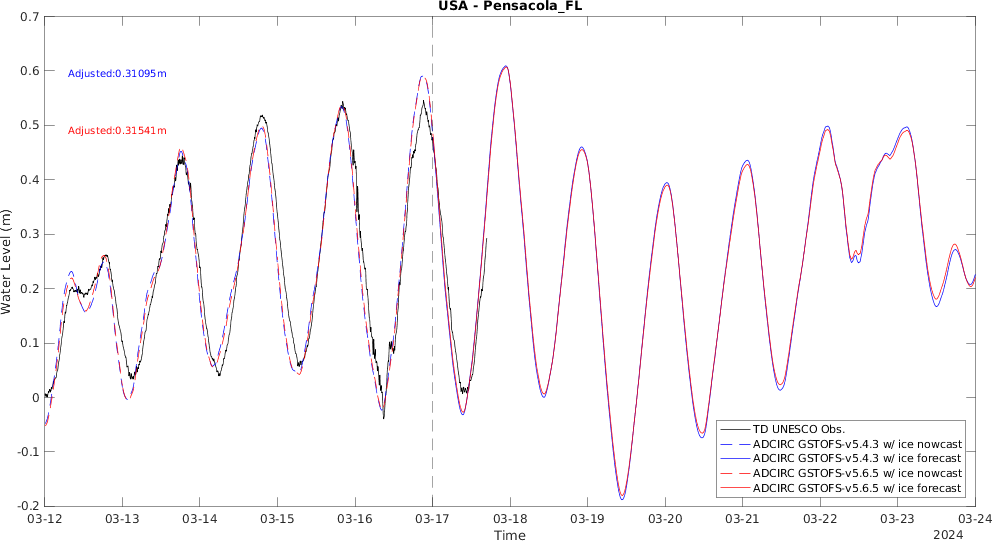 USA - Pensacola_FL
0.7
0.6
0.5
0.4
0.3
0.2
0.1
0
-0.1
-0.2
Water Level (m)
Adjusted:0.31095m
Adjusted:0.31541m
TD UNESCO Obs.
ADCIRC GSTOFS-v5.4.3 w/ ice nowcast
ADCIRC GSTOFS-v5.4.3 w/ ice forecast
ADCIRC GSTOFS-v5.6.5 w/ ice nowcast
ADCIRC GSTOFS-v5.6.5 w/ ice forecast
03-12 03-13 03-14 03-15 03-16 03-17 03-18 03-19 03-20 03-21 03-22 03-23 03-24
Time
2024